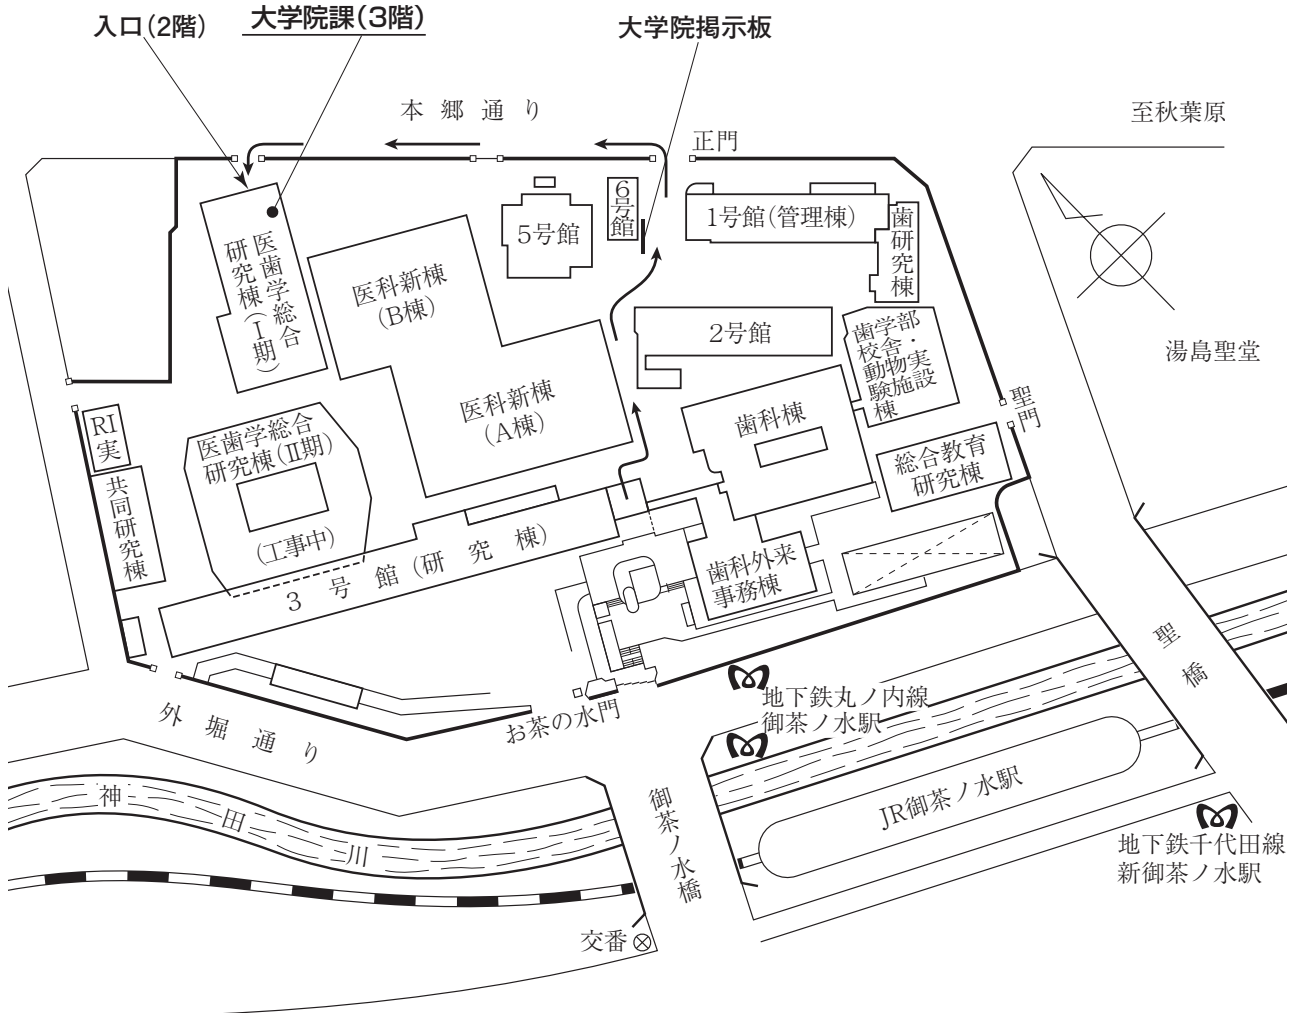 入口(2階)
大学院課(3階)
大学院掲示板
本郷通り
正門
至秋葉原
医歯学総合
研究棟(Ⅰ期)
医科新棟
(B棟)
5号館
6号館
1号館(管理棟)
歯研究棟
2号館
歯学部
校舎・
動物実
験施設
棟
湯島聖堂
聖門
医科新棟
(A棟)
歯科棟
総合教育
研究棟
RI
実
共同研究棟
医歯学総合
研究棟(Ⅱ期)
(工事中)
3号館(研究棟)
歯科外来
事務棟
聖橋
地下鉄丸ノ内線
御茶ノ水駅
お茶の水門
外堀通り
神田川
御茶ノ水橋
JR御茶ノ水駅
地下鉄千代田線
新御茶ノ水駅
交番